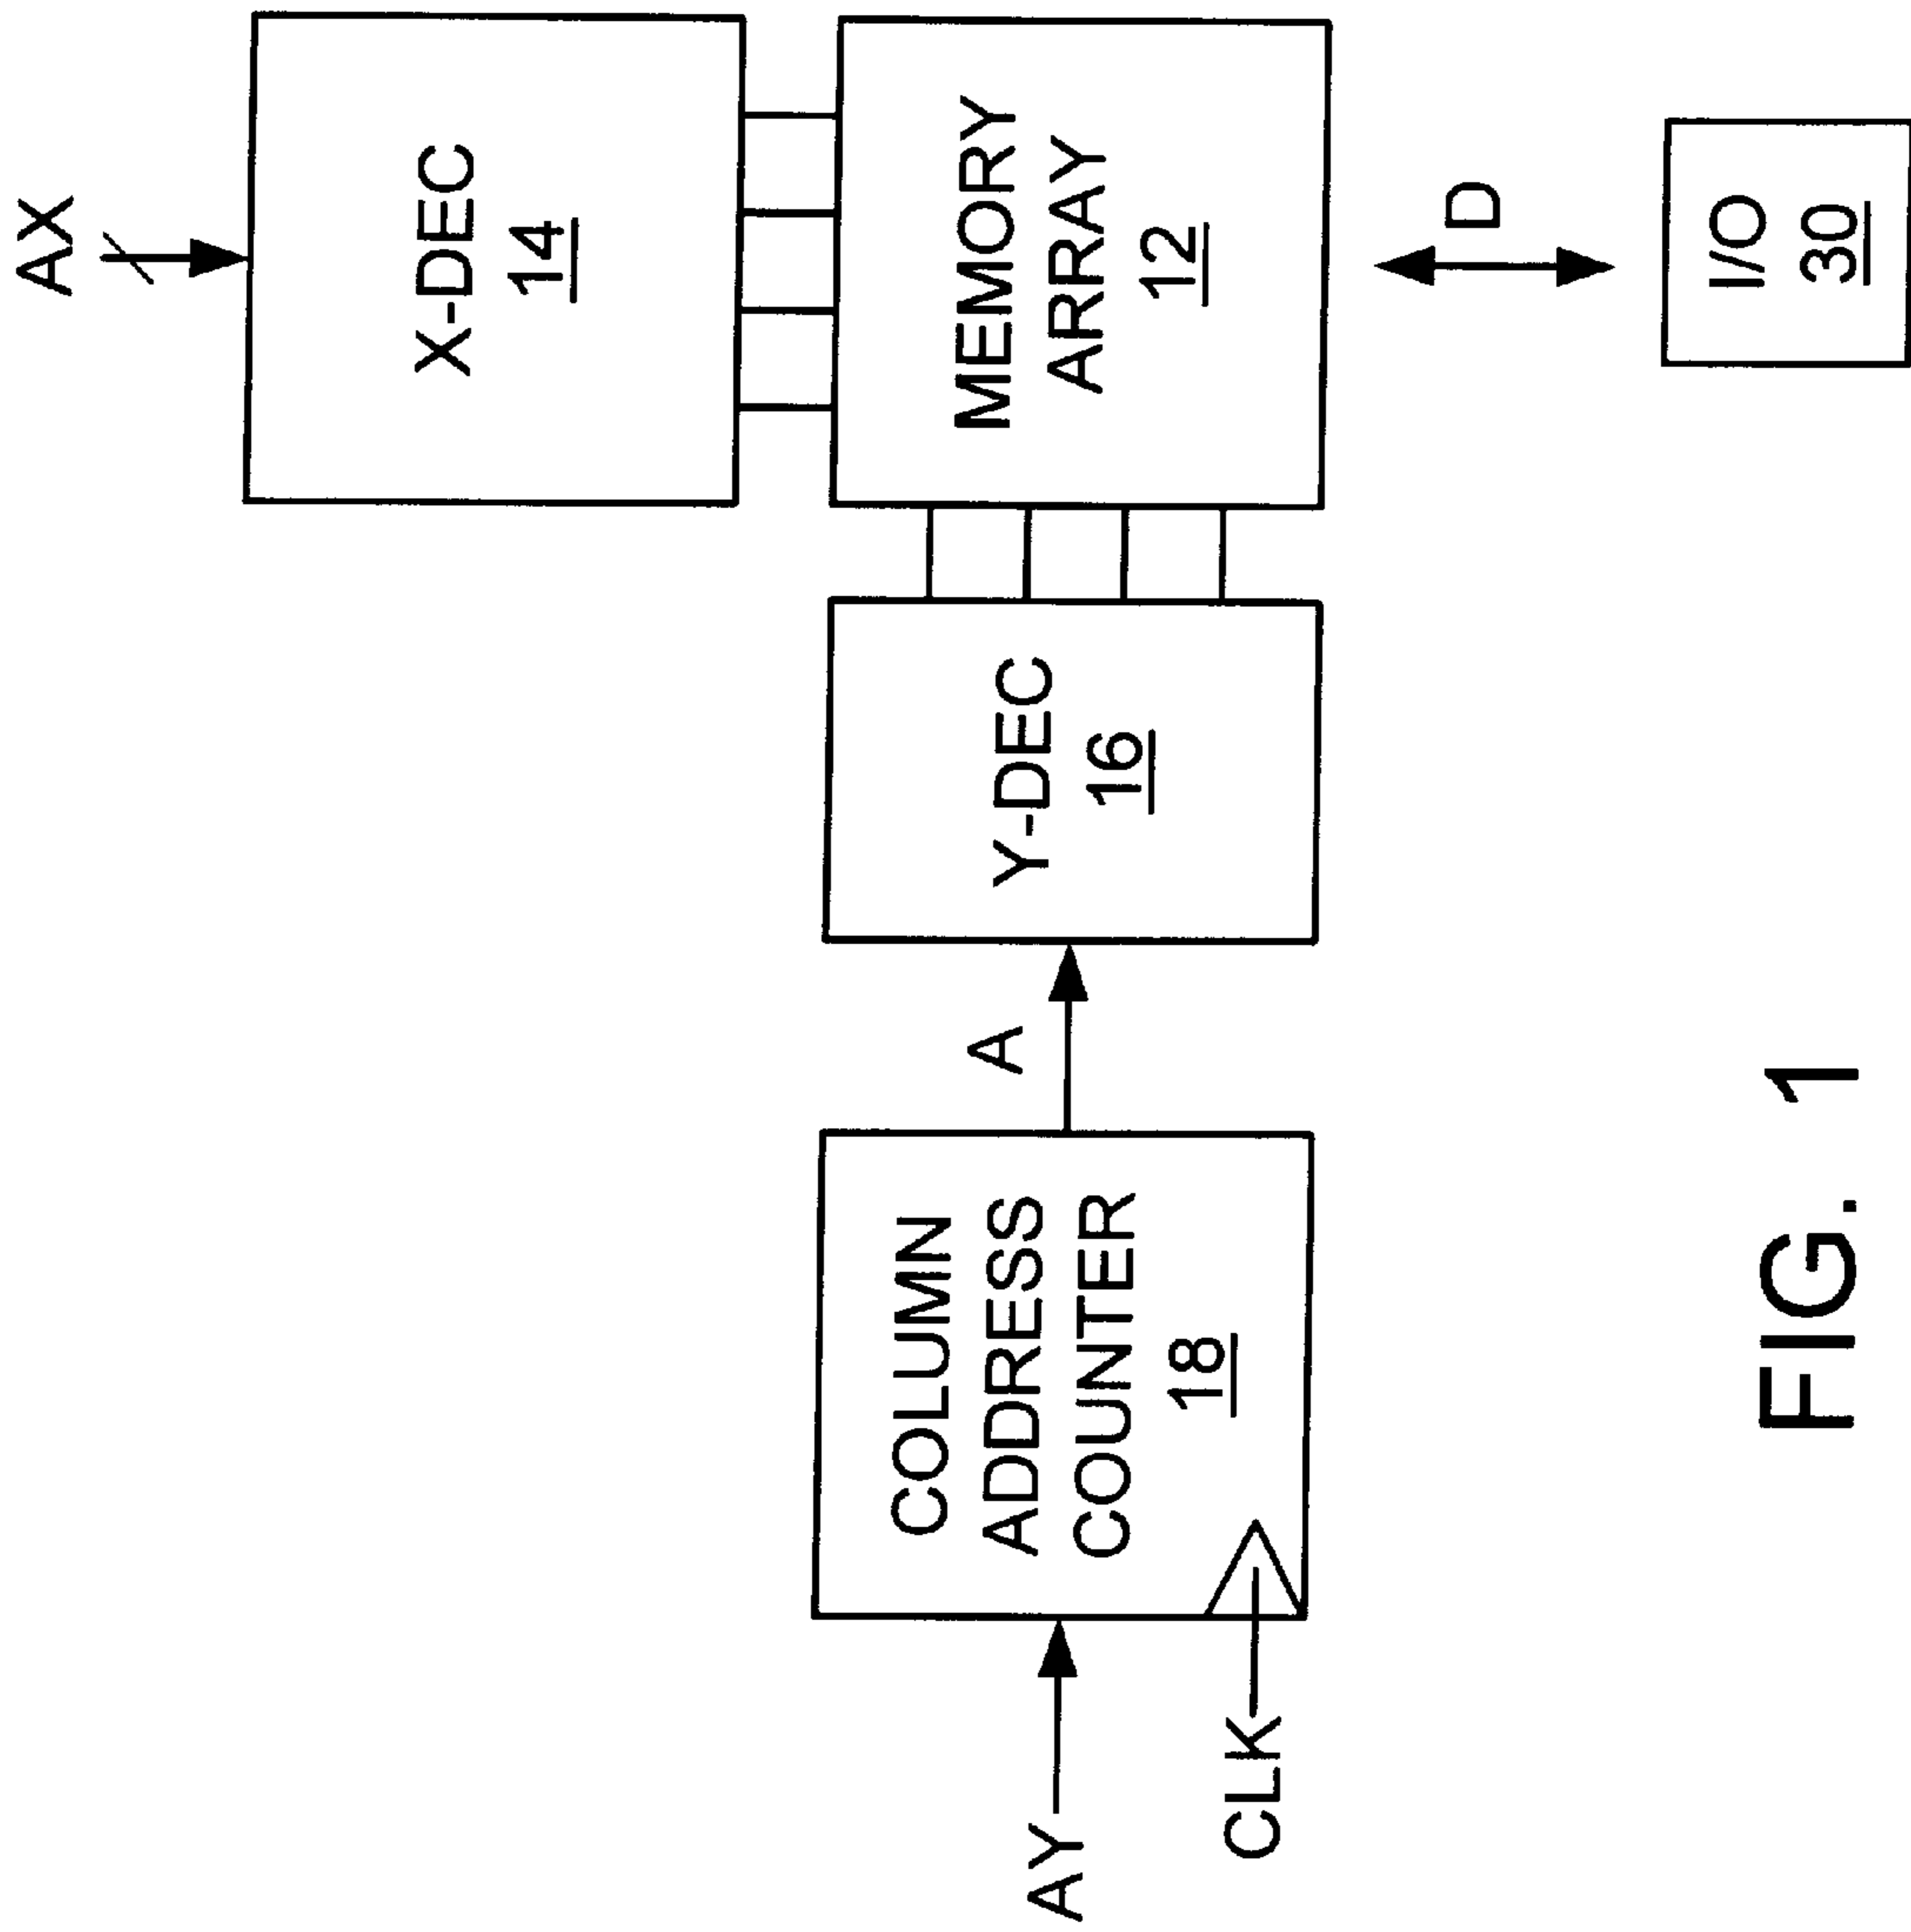 AX
X-DEC
14
MEMORY
ARRAY
12
Y-DEC
16
A
COLUMN
ADDRESS
COUNTER
18
AY
CLK
D
I/O
30
FIG. 1